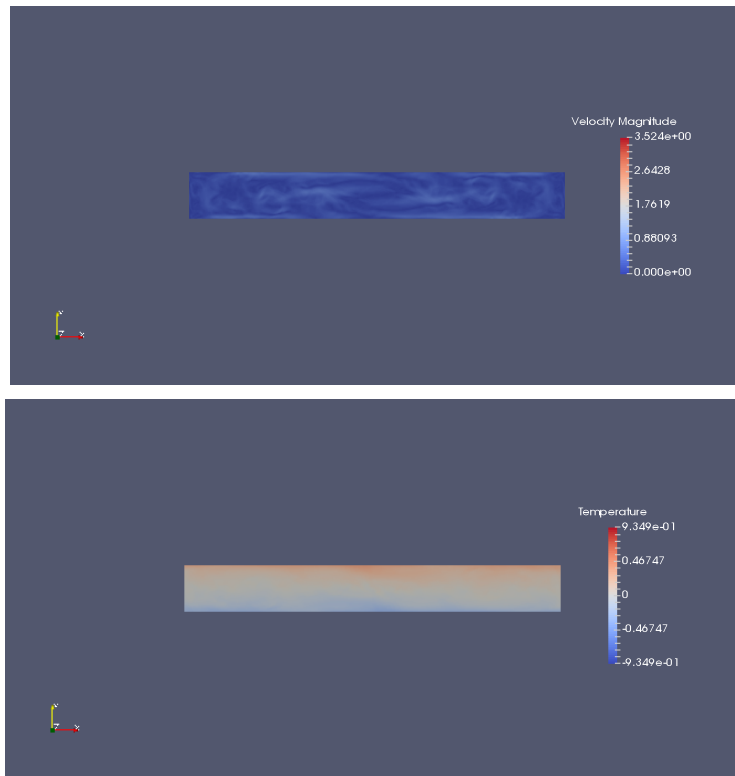 Velocity Magnitude
3.524e+00
2.6428
1.7619
0.88093
0.000e+00
Y
Z
X
Temperature
9.349e-01
0.46747
0
-0.46747
-9.349e-01
Y
Z
X